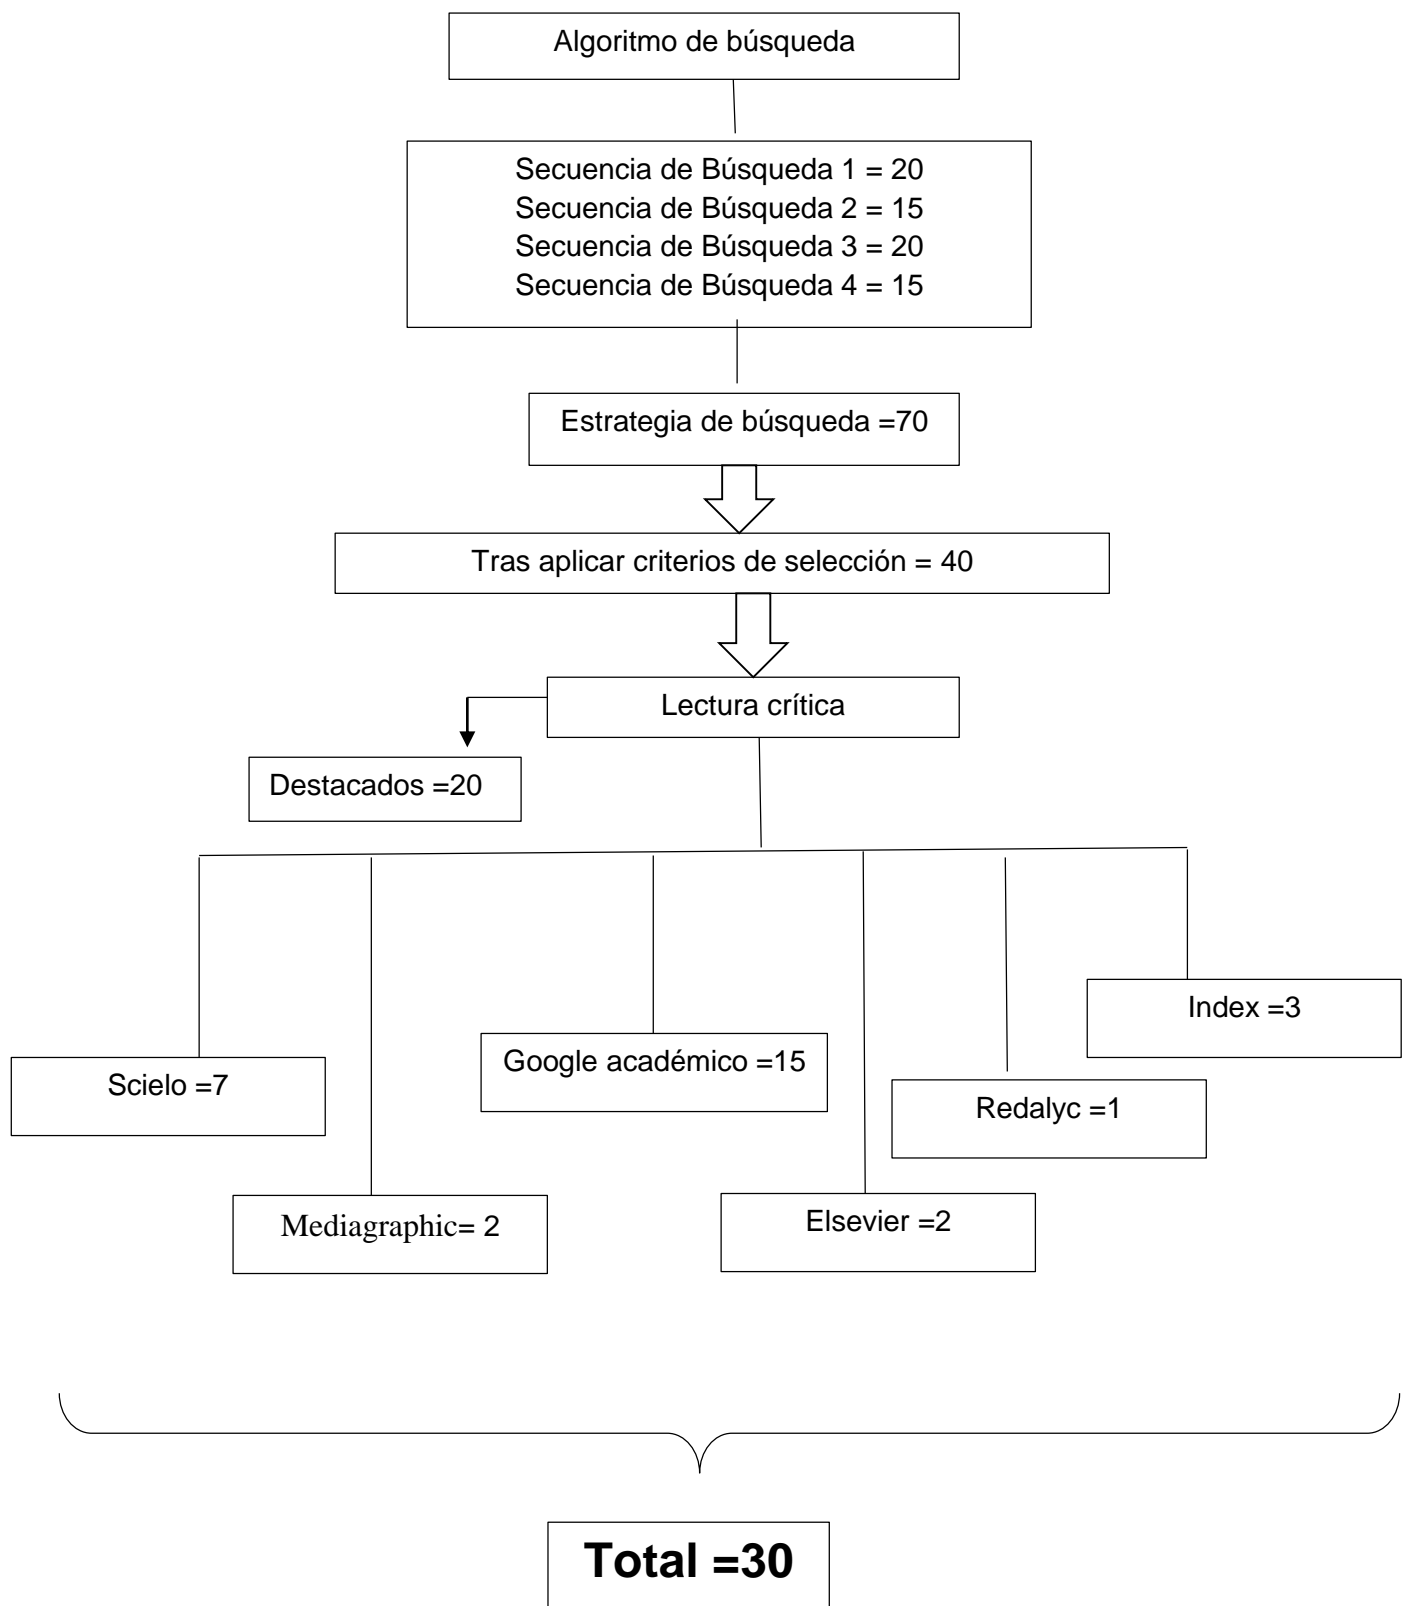 Algoritmo de búsqueda
Secuencia de Búsqueda 1 = 20
Secuencia de Búsqueda 2 = 15
Secuencia de Búsqueda 3 = 20
Secuencia de Búsqueda 4 = 15
Estrategia de búsqueda =70
Tras aplicar criterios de selección = 40
Lectura crítica
Destacados =20
Index =3
Google académico =15
Scielo =7
Redalyc =1
Mediagraphic= 2
Elsevier =2
Total =30